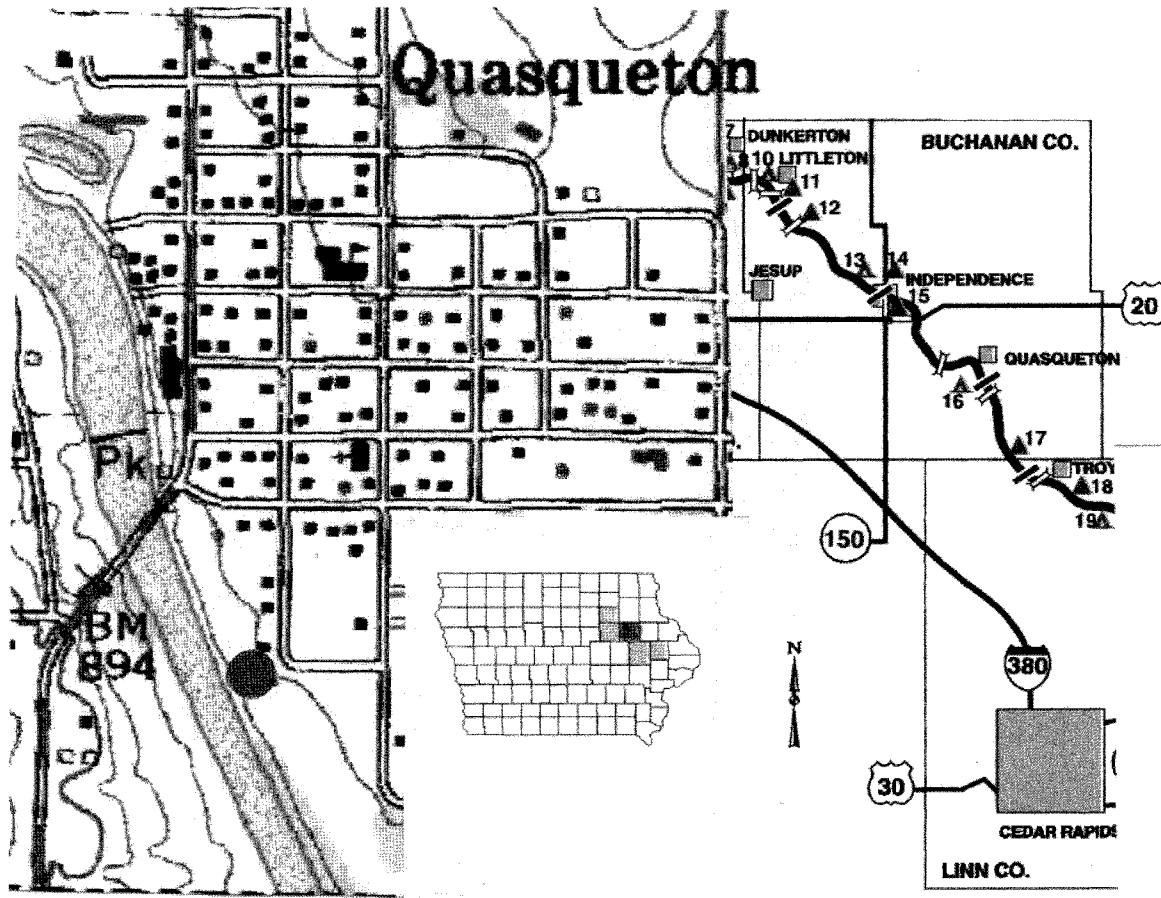 Quasqueton
7
DUNKERTON
BUCHANAN CO.
10 LITTLETON
11
12
13
14
JESUP
INDEPENDENCE
15
20
QUASQUETON
16
17
Pk
TROY
18
19
150
BM
894
N
380
30
CEDAR RAPIDS
LINN CO.